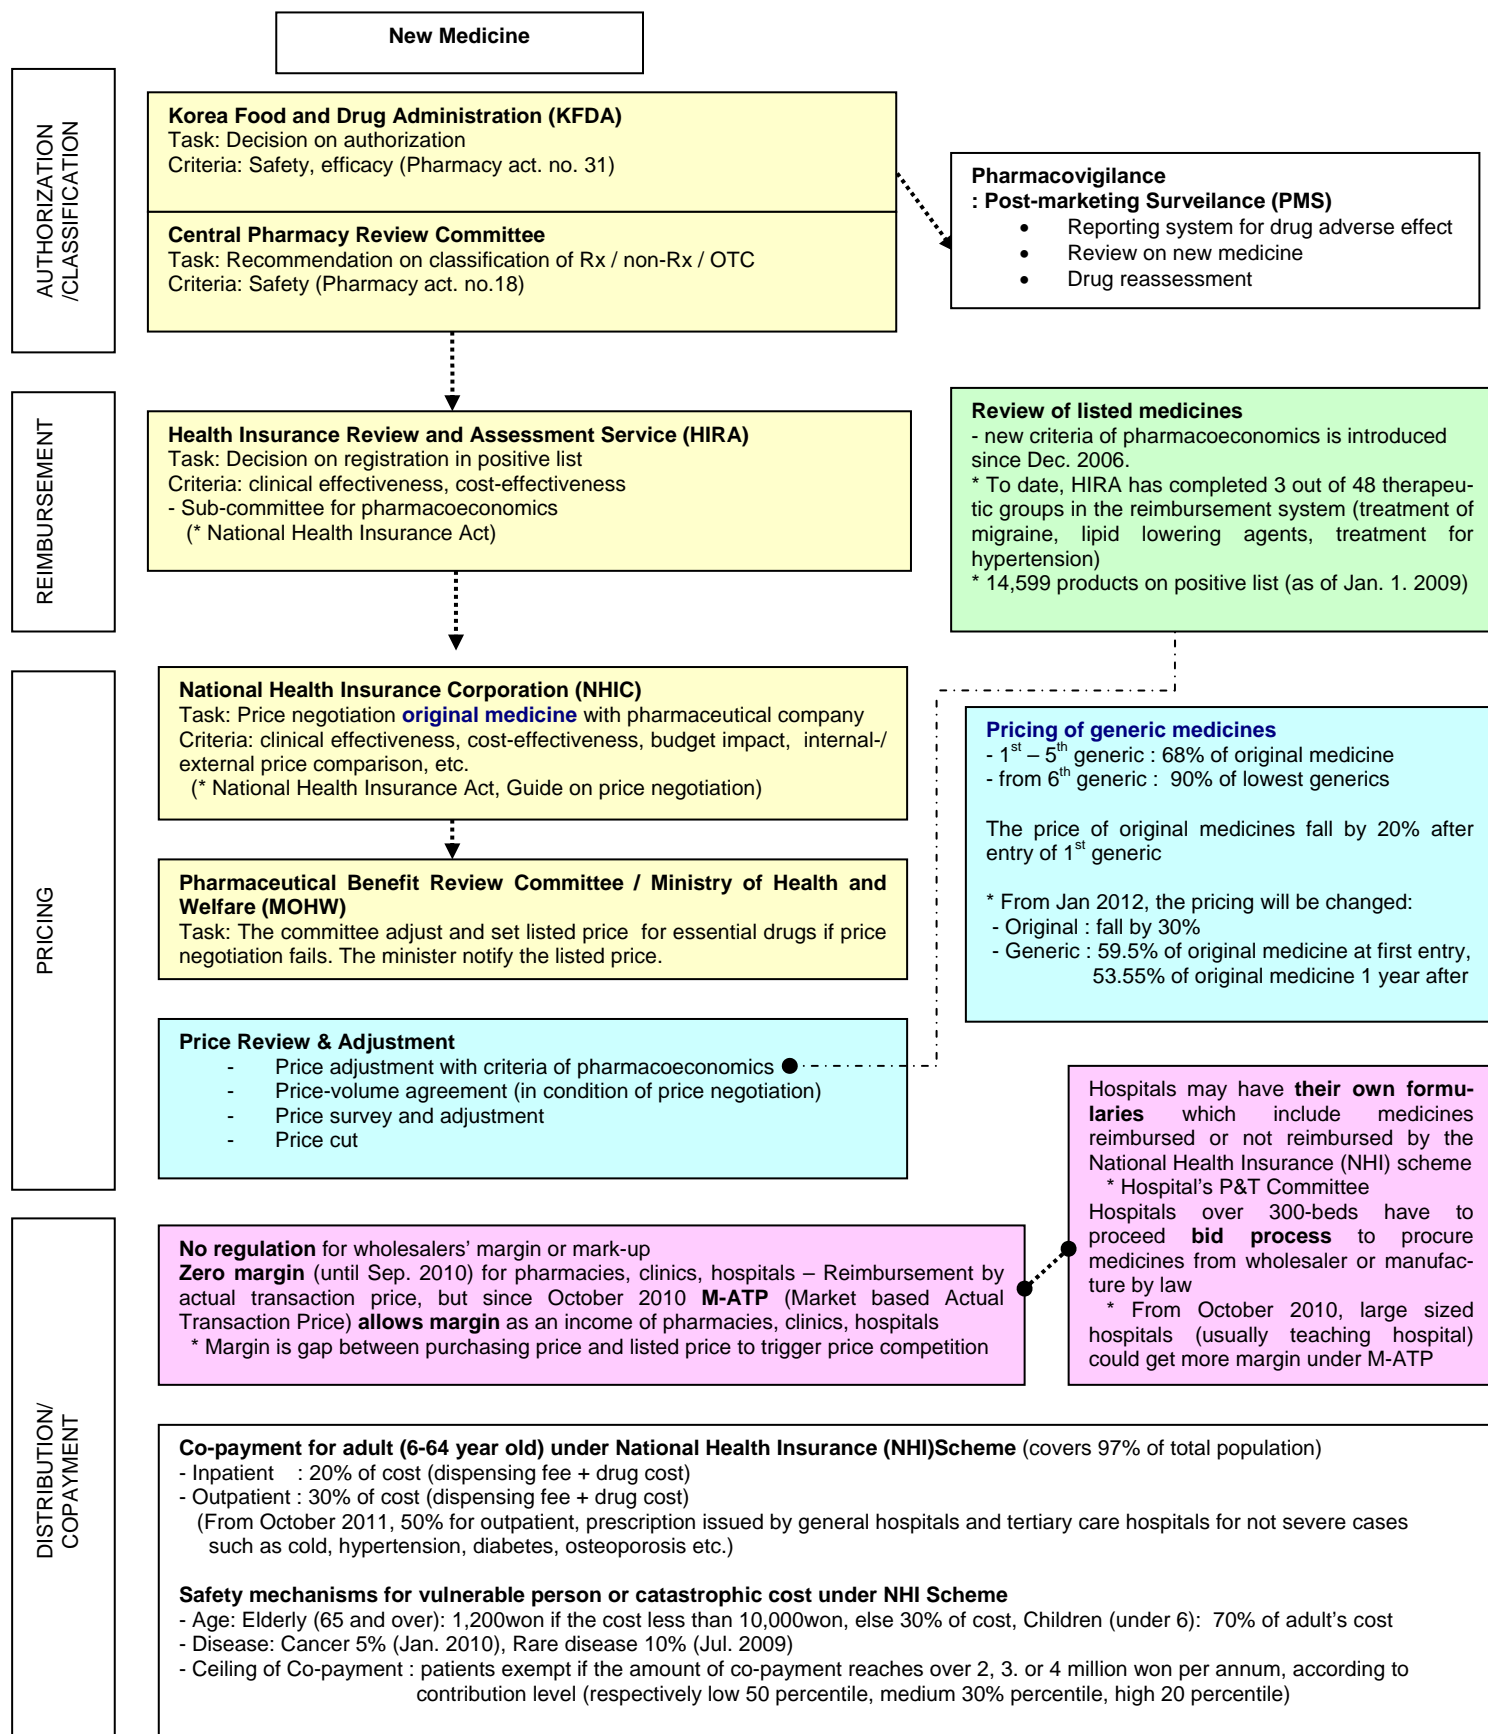 New Medicine
AUTHORIZATION
/CLASSIFICATION
Korea Food and Drug Administration (KFDA)
Task: Decision on authorization
Criteria: Safety, efficacy (Pharmacy act. no. 31)
Central Pharmacy Review Committee
Task: Recommendation on classification of Rx / non-Rx / OTC
Criteria: Safety (Pharmacy act. no.18)
Pharmacovigilance
: Post-marketing Surveilance (PMS)
• Reporting system for drug adverse effect
• Review on new medicine
• Drug reassessment
REIMBURSEMENT
Health Insurance Review and Assessment Service (HIRA)
Task: Decision on registration in positive list
Criteria: clinical effectiveness, cost-effectiveness
- Sub-committee for pharmacoeconomics
(* National Health Insurance Act)
Review of listed medicines
- new criteria of pharmacoeconomics is introduced
since Dec. 2006.
* To date, HIRA has completed 3 out of 48 therapeu-
tic groups in the reimbursement system (treatment of
migraine, lipid lowering agents, treatment for
hypertension)
* 14,599 products on positive list (as of Jan. 1. 2009)
PRICING
National Health Insurance Corporation (NHIC)
Task: Price negotiation original medicine with pharmaceutical company
Criteria: clinical effectiveness, cost-effectiveness, budget impact, internal-/
external price comparison, etc.
(* National Health Insurance Act, Guide on price negotiation)
Pharmaceutical Benefit Review Committee / Ministry of Health and
Welfare (MOHW)
Task: The committee adjust and set listed price for essential drugs if price
negotiation fails. The minister notify the listed price.
Price Review & Adjustment
- Price adjustment with criteria of pharmacoeconomics
- Price-volume agreement (in condition of price negotiation)
- Price survey and adjustment
- Price cut
Pricing of generic medicines
- 1st – 5th generic : 68% of original medicine
- from 6th generic : 90% of lowest generics
The price of original medicines fall by 20% after
entry of 1st generic
* From Jan 2012, the pricing will be changed:
- Original : fall by 30%
- Generic : 59.5% of original medicine at first entry,
53.55% of original medicine 1 year after
DISTRIBUTION/
COPAYMENT
No regulation for wholesalers' margin or mark-up
Zero margin (until Sep. 2010) for pharmacies, clinics, hospitals – Reimbursement by
actual transaction price, but since October 2010 M-ATP (Market based Actual
Transaction Price) allows margin as an income of pharmacies, clinics, hospitals
* Margin is gap between purchasing price and listed price to trigger price competition
Hospitals may have their own formu-
laries which include medicines
reimbursed or not reimbursed by the
National Health Insurance (NHI) scheme
* Hospital's P&T Committee
Hospitals over 300-beds have to
proceed bid process to procure
medicines from wholesaler or manufac-
ture by law
* From October 2010, large sized
hospitals (usually teaching hospital)
could get more margin under M-ATP
Co-payment for adult (6-64 year old) under National Health Insurance (NHI)Scheme (covers 97% of total population)
- Inpatient : 20% of cost (dispensing fee + drug cost)
- Outpatient : 30% of cost (dispensing fee + drug cost)
(From October 2011, 50% for outpatient, prescription issued by general hospitals and tertiary care hospitals for not severe cases
such as cold, hypertension, diabetes, osteoporosis etc.)
Safety mechanisms for vulnerable person or catastrophic cost under NHI Scheme
- Age: Elderly (65 and over): 1,200won if the cost less than 10,000won, else 30% of cost, Children (under 6): 70% of adult's cost
- Disease: Cancer 5% (Jan. 2010), Rare disease 10% (Jul. 2009)
- Ceiling of Co-payment : patients exempt if the amount of co-payment reaches over 2, 3. or 4 million won per annum, according to
contribution level (respectively low 50 percentile, medium 30% percentile, high 20 percentile)